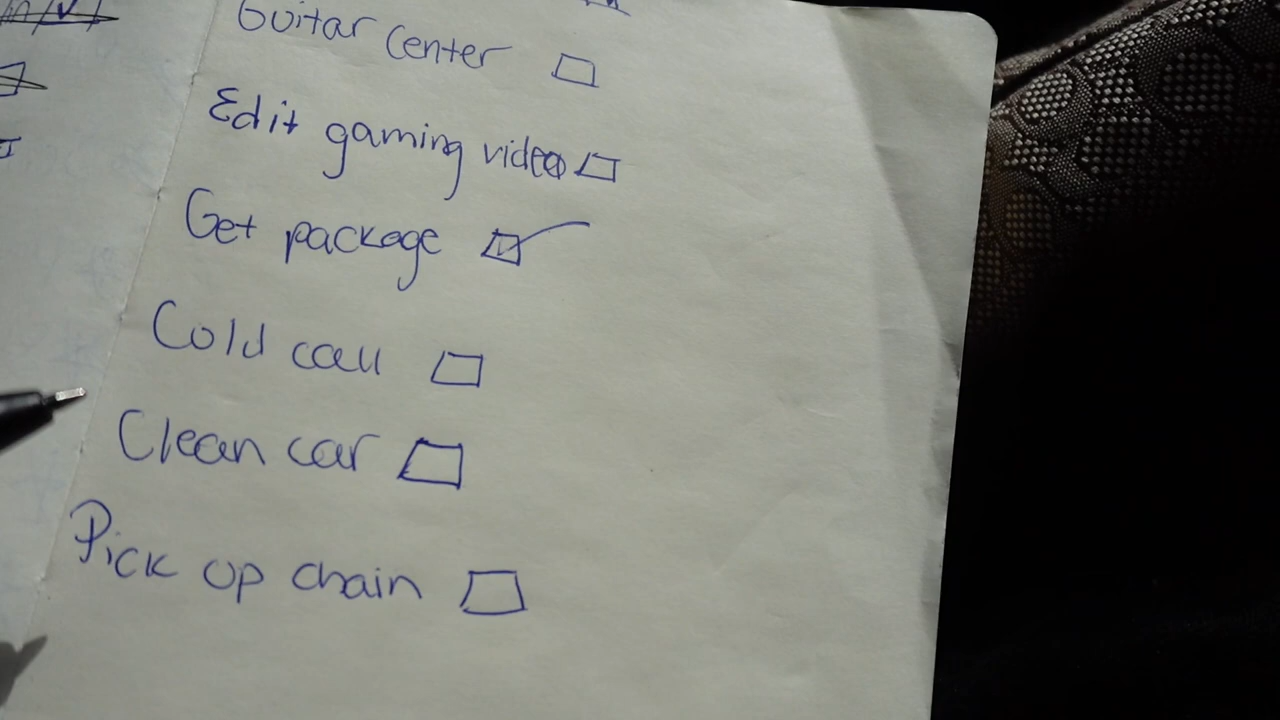 Guitar Center
Edit gaming video
Get package
Cold call
Clean car
Pick up chain